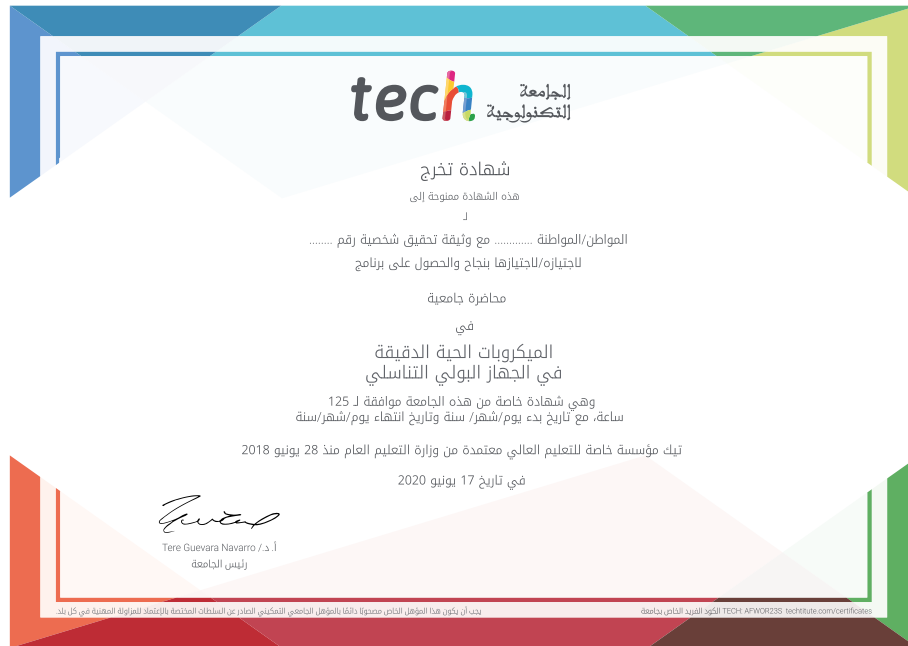 tech الجامعة
التكنولوجية
شهادة تخرج
هذه الشهادة ممنوحة إلى
لـ
المواطن/المواطنة ............. مع وثيقة تحقيق شخصية رقم ........
لاجتيازه/لاجتيازها بنجاح والحصول على برنامج
محاضرة جامعية
في
الميكروبات الحية الدقيقة
في الجهاز البولي التناسلي
وهي شهادة خاصة من هذه الجامعة موافقة لـ 125
ساعة، مع تاريخ بدء يوم/شهر/ سنة وتاريخ انتهاء يوم/شهر/سنة
تيك مؤسسة خاصة للتعليم العالي معتمدة من وزارة التعليم العام منذ 28 يونيو 2018
في تاريخ 17 يونيو 2020
أ. د./ Tere Guevara Navarro
رئيس الجامعة
يجب أن يكون هذا المؤهل الخاص مصحوبًا دائمًا بالمؤهل الجامعي التمكيني الصادر عن السلطات المختصة بالإعتماد للمزاولة المهنية في كل بلد.
الكود الفريد الخاص بجامعة TECH: AFWOR23S techtitute.com/certificates